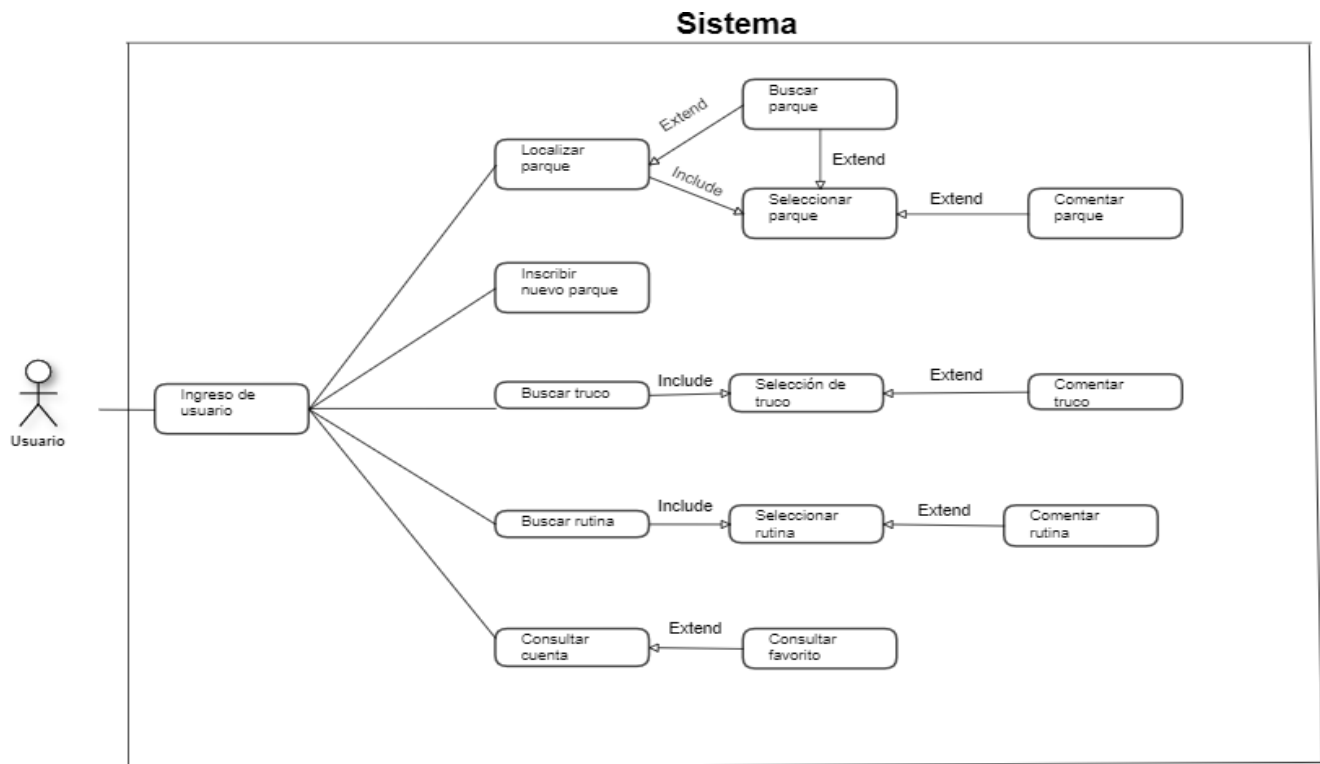 Sistema
Buscar
parque
Extend
Localizar
parque
Extend
Include
Seleccionar
parque
Extend
Comentar
parque
Inscribir
nuevo parque
Usuario
Ingreso de
usuario
Buscar truco
Include
Selección de
truco
Extend
Comentar
truco
Buscar rutina
Include
Seleccionar
rutina
Extend
Comentar
rutina
Consultar
cuenta
Extend
Consultar
favorito